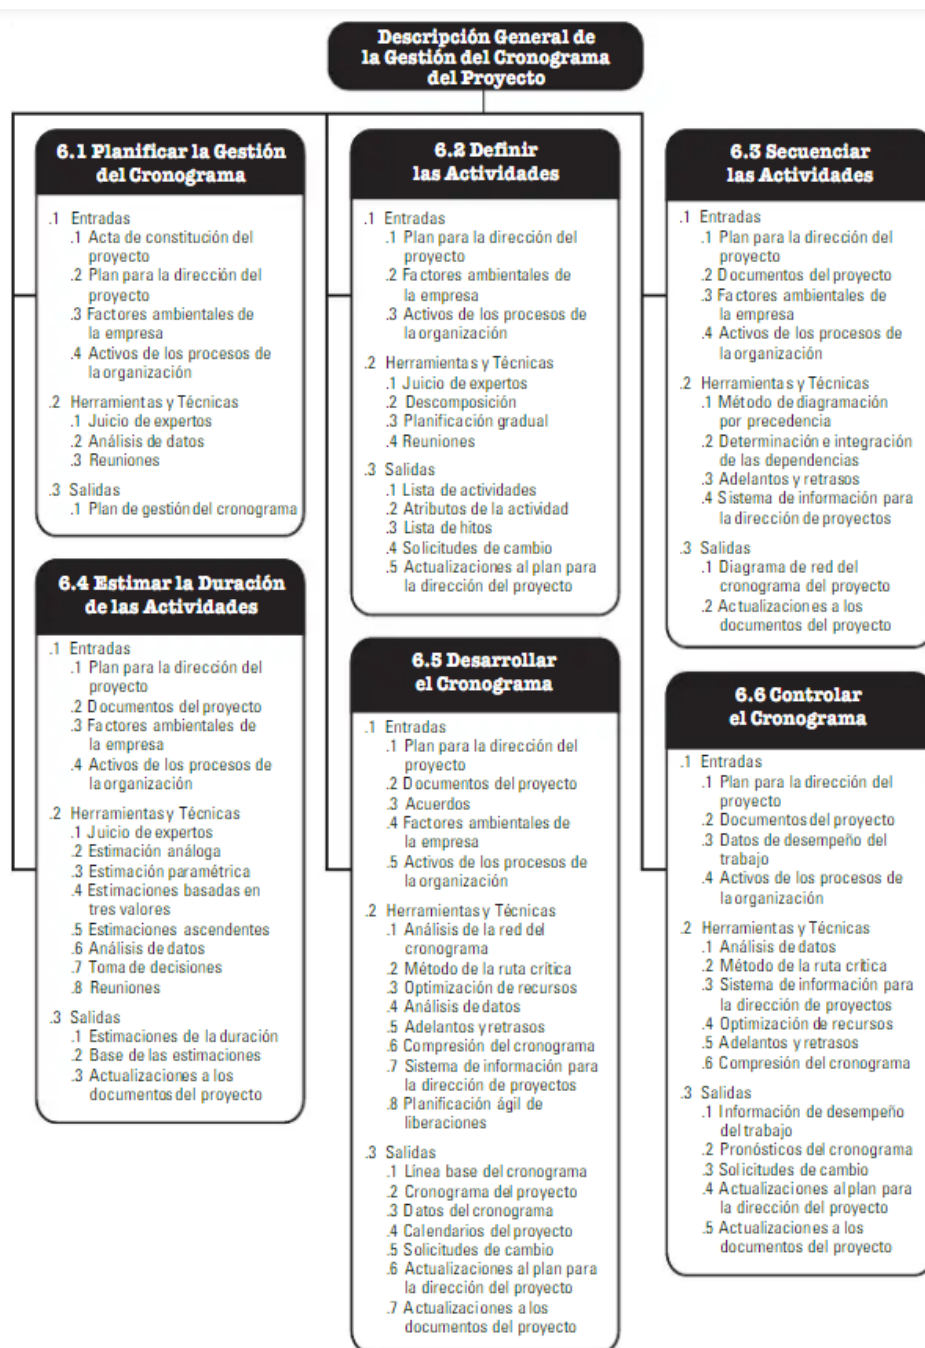 Descripción General de
la Gestión del Cronograma
del Proyecto
6.1 Planificar la Gestión
del Cronograma
.1 Entradas
.1 Acta de constitución del
proyecto
.2 Plan para la dirección del
proyecto
.3 Factores ambientales de
la empresa
.4 Activos de los procesos de
la organización
.2 Herramientas y Técnicas
.1 Juicio de expertos
.2 Análisis de datos
.3 Reuniones
.3 Salidas
.1 Plan de gestión del cronograma
6.2 Definir
las Actividades
.1 Entradas
.1 Plan para la dirección del
proyecto
.2 Factores ambientales de
la empresa
.3 Activos de los procesos de
la organización
.2 Herramientas y Técnicas
.1 Juicio de expertos
.2 Descomposición
.3 Planificación gradual
.4 Reuniones
.3 Salidas
.1 Lista de actividades
.2 Atributos de la actividad
.3 Lista de hitos
.4 Solicitudes de cambio
.5 Actualizaciones al plan para
la dirección del proyecto
6.3 Secuenciar
las Actividades
.1 Entradas
.1 Plan para la dirección del
proyecto
.2 Documentos del proyecto
.3 Factores ambientales de
la empresa
.4 Activos de los procesos de
la organización
.2 Herramientas y Técnicas
.1 Método de diagramación
por precedencia
.2 Determinación e integración
de las dependencias
.3 Adelantos y retrasos
.4 Sistema de información para
la dirección de proyectos
.3 Salidas
.1 Diagrama de red del
cronograma del proyecto
.2 Actualizaciones a los
documentos del proyecto
6.4 Estimar la Duración
de las Actividades
.1 Entradas
.1 Plan para la dirección del
proyecto
.2 Documentos del proyecto
.3 Factores ambientales de
la empresa
.4 Activos de los procesos de
la organización
.2 Herramientas y Técnicas
.1 Juicio de expertos
.2 Estimación análoga
.3 Estimación paramétrica
.4 Estimaciones basadas en
tres valores
.5 Estimaciones ascendentes
.6 Análisis de datos
.7 Toma de decisiones
.8 Reuniones
.3 Salidas
.1 Estimaciones de la duración
.2 Base de las estimaciones
.3 Actualizaciones a los
documentos del proyecto
6.5 Desarrollar
el Cronograma
.1 Entradas
.1 Plan para la dirección del
proyecto
.2 Documentos del proyecto
.3 Acuerdos
.4 Factores ambientales de
la empresa
.5 Activos de los procesos de
la organización
.2 Herramientas y Técnicas
.1 Análisis de la red del
cronograma
.2 Método de la ruta crítica
.3 Optimización de recursos
.4 Análisis de datos
.5 Adelantos y retrasos
.6 Compresión del cronograma
.7 Sistema de información para
la dirección de proyectos
.8 Planificación ágil de
liberaciones
.3 Salidas
.1 Línea base del cronograma
.2 Cronograma del proyecto
.3 Datos del cronograma
.4 Calendarios del proyecto
.5 Solicitudes de cambio
.6 Actualizaciones al plan para
la dirección del proyecto
.7 Actualizaciones a los
documentos del proyecto
6.6 Controlar
el Cronograma
.1 Entradas
.1 Plan para la dirección del
proyecto
.2 Documentos del proyecto
.3 Datos de desempeño del
trabajo
.4 Activos de los procesos de
la organización
.2 Herramientas y Técnicas
.1 Análisis de datos
.2 Método de la ruta crítica
.3 Sistema de información para
la dirección de proyectos
.4 Optimización de recursos
.5 Adelantos y retrasos
.6 Compresión del cronograma
.3 Salidas
.1 Información de desempeño
del trabajo
.2 Pronósticos del cronograma
.3 Solicitudes de cambio
.4 Actualizaciones al plan para
la dirección del proyecto
.5 Actualizaciones a los
documentos del proyecto